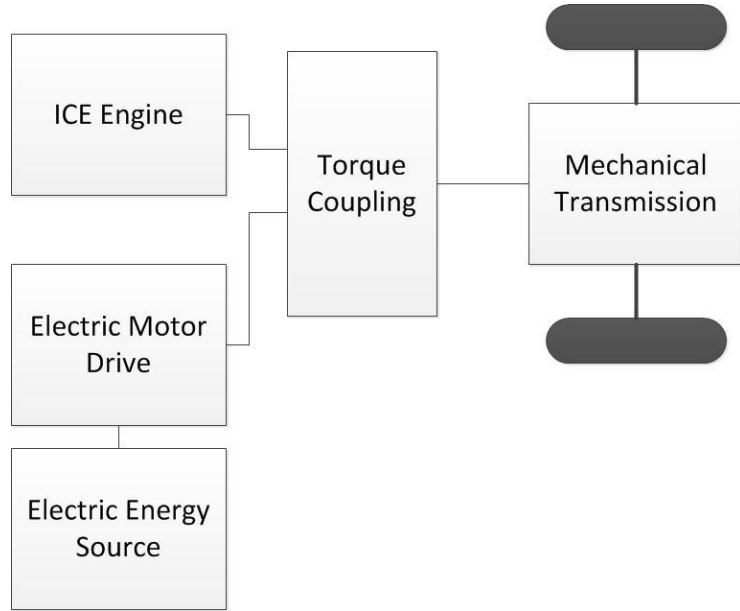 ICE Engine
Torque
Coupling
Mechanical
Transmission
Electric Motor
Drive
Electric Energy
Source